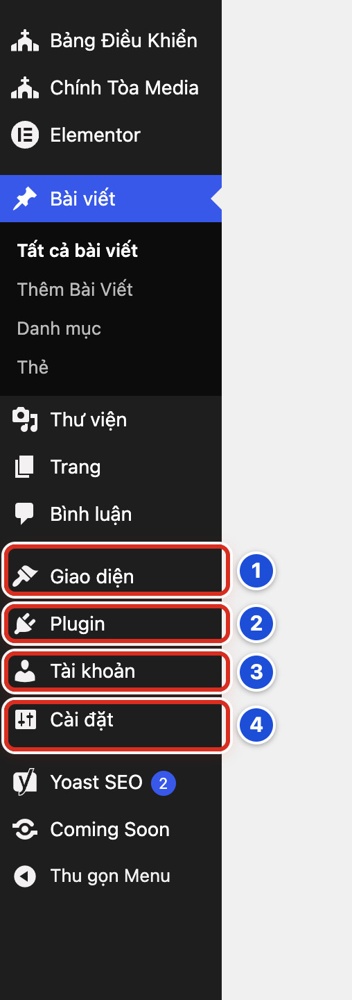 Bảng Điều Khiển
Chính Tòa Media
Elementor
Bài viết
Tất cả bài viết
Thêm Bài Viết
Danh mục
Thẻ
Thư viện
Trang
Bình luận
Giao diện 1
Plugin 2
Tài khoản 3
Cài đặt 4
Yoast SEO 2
Coming Soon
Thu gọn Menu